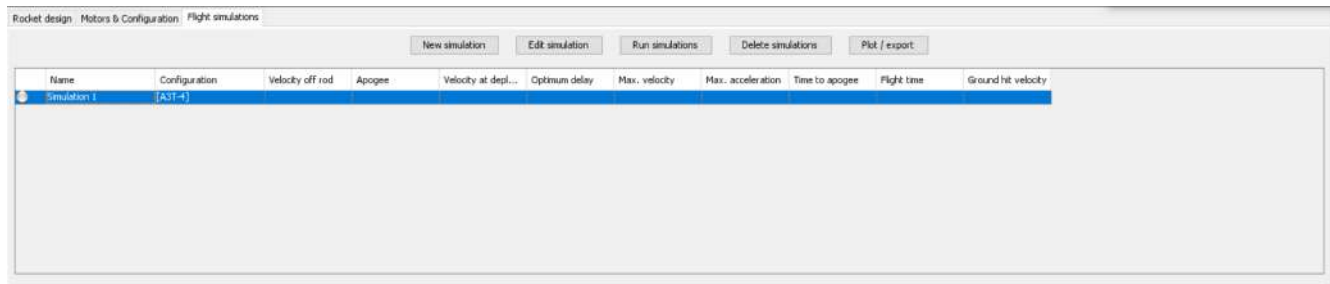 Rocket design Motors & Configuration Flight simulations
New simulation Edit simulation Run simulations Delete simulations Plot / export
Name Configuration Velocity off rod Apogee Velocity at depl... Optimum delay Max. velocity Max. acceleration Time to apogee Flight time Ground hit velocity
Simulation 1 [A3T-4]